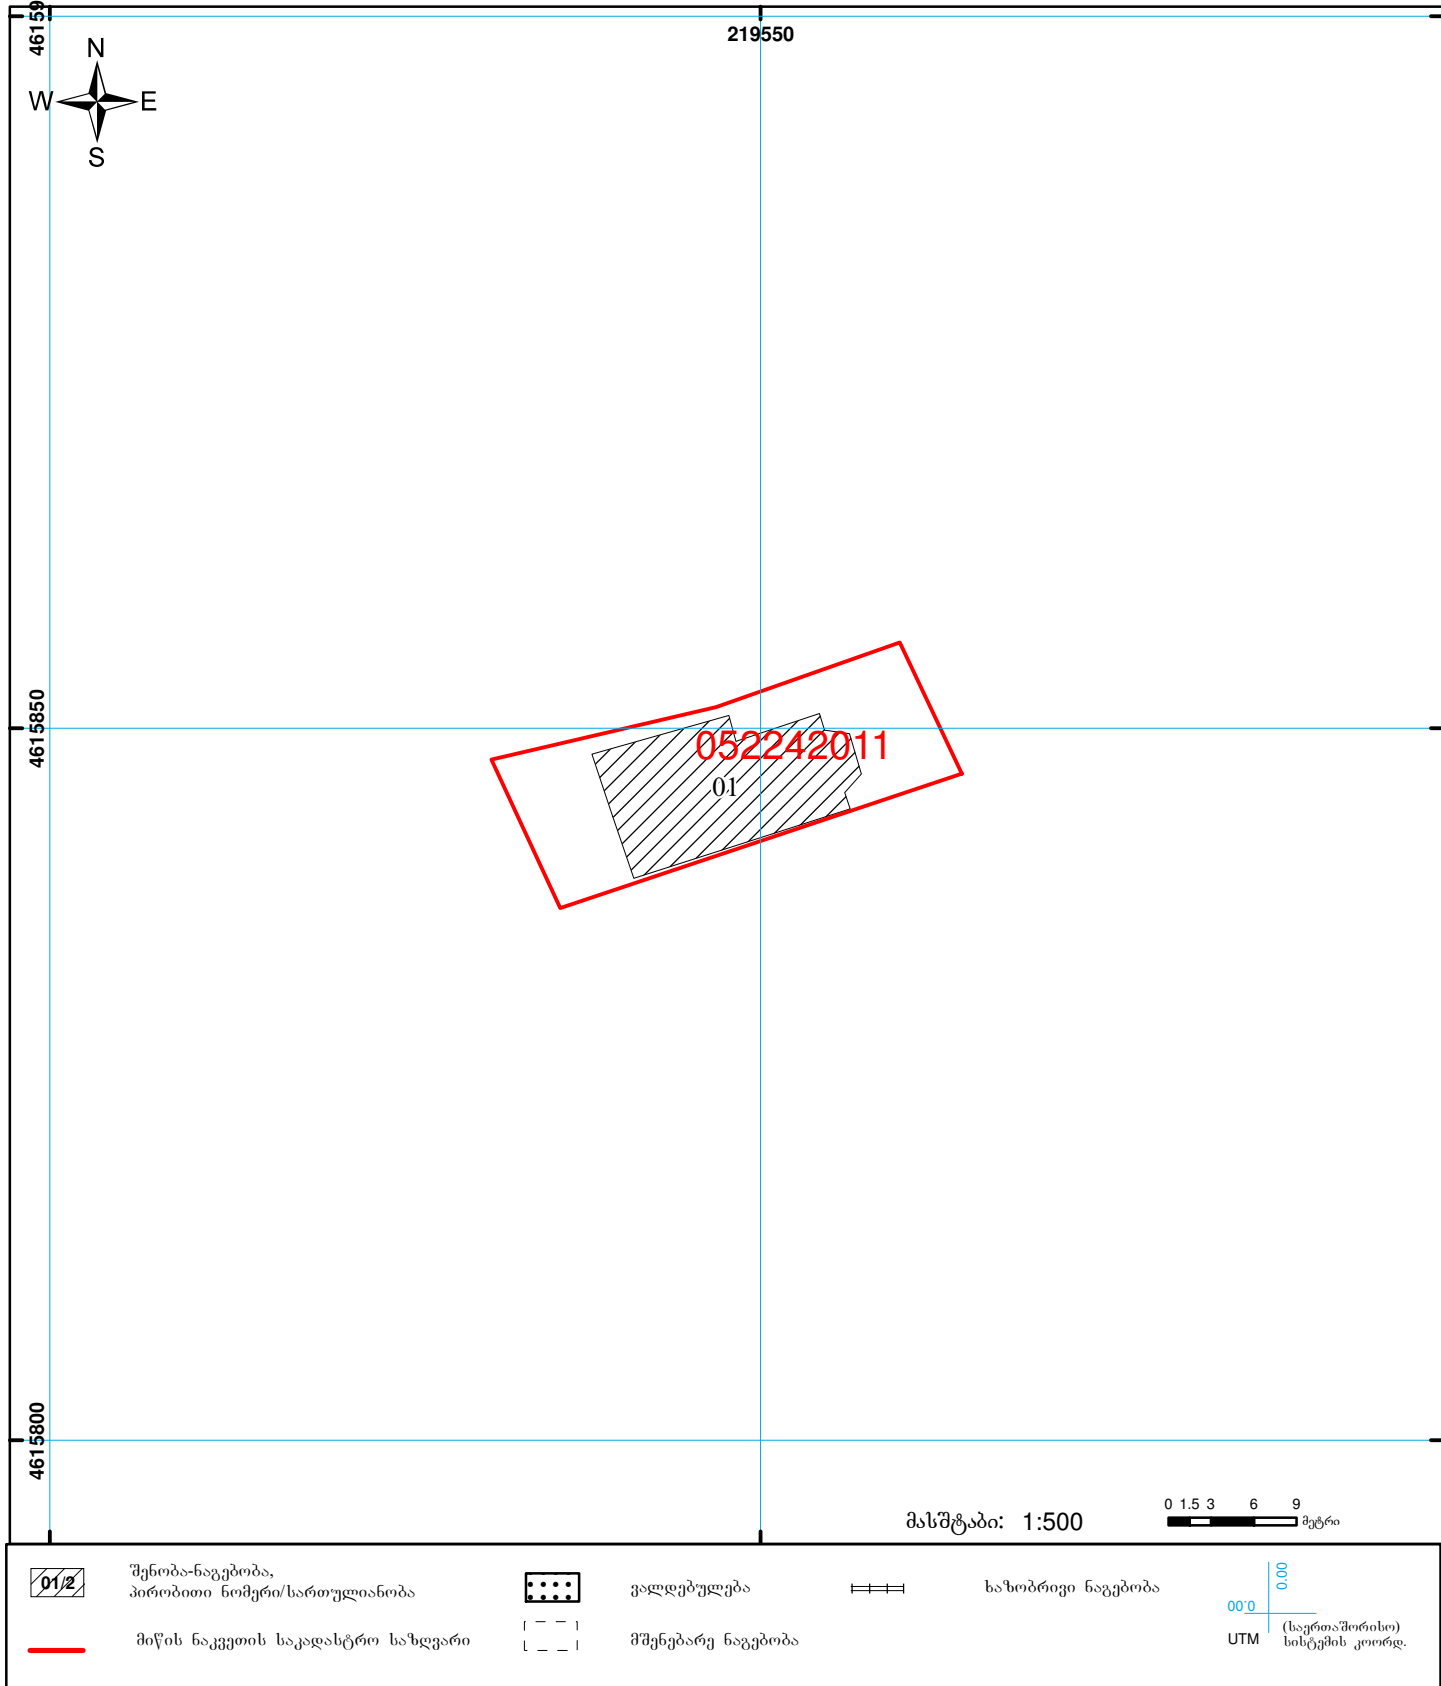 46159
219550
N
W E
S
4615850
052242011
01
4615800
მასშტაბი: 1:500
0 1.5 3 6 9
მეტრი
01/2
შენობა-ნაგებობა,
პირობითი ნომერი/სართულიანობა
ვალდებულება
ხაზობრივი ნაგებობა
მიწის ნაკვეთის საკადასტრო საზღვარი
მშენებარე ნაგებობა
0.00
00.0
UTM
(საერთაშორისო)
სისტემის კოორდ.